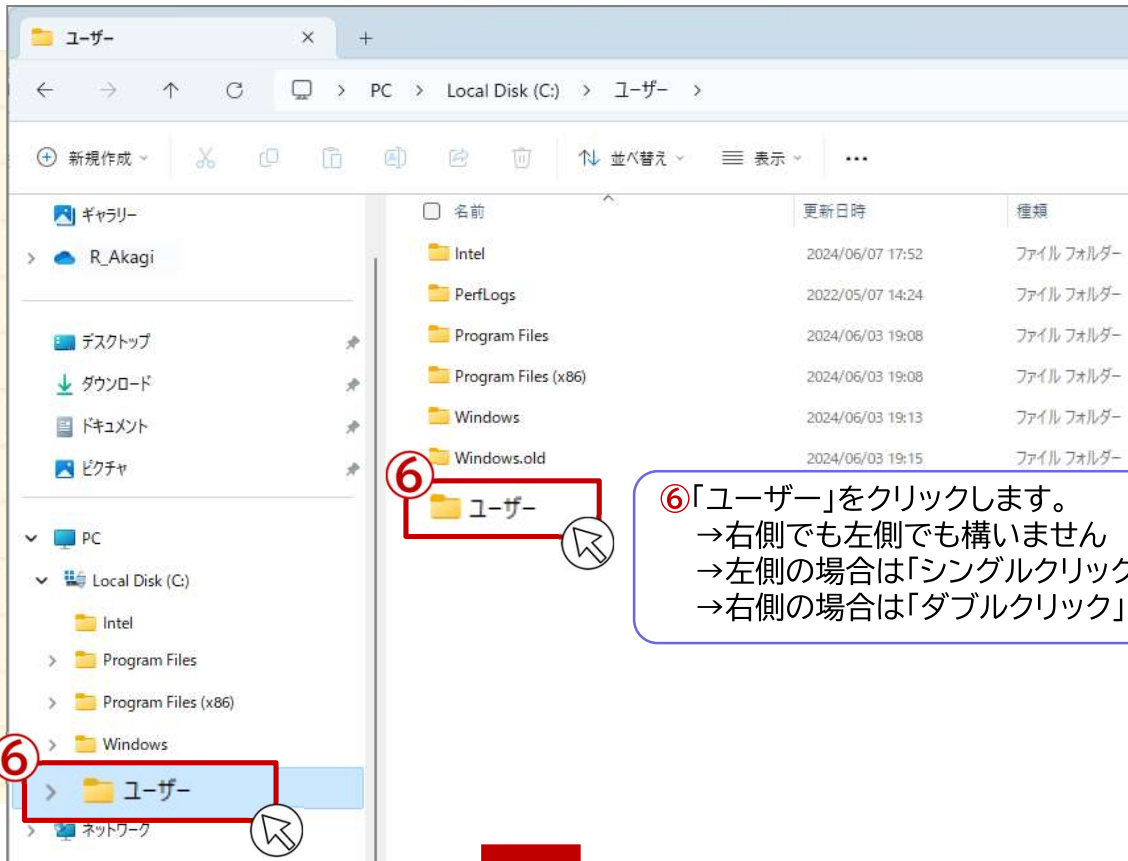 ユーザー
PC > Local Disk (C:) > ユーザー >
新規作成 並べ替え 表示 •••
ギャラリー
R_Akagi
デスクトップ
ダウンロード
ドキュメント
ピクチャ
PC
Local Disk (C:)
Intel
Program Files
Program Files (x86)
Windows
⑥
ユーザー
ネットワーク
名前 更新日時 種類
Intel 2024/06/07 17:52 ファイル フォルダー
PerfLogs 2022/05/07 14:24 ファイル フォルダー
Program Files 2024/06/03 19:08 ファイル フォルダー
Program Files (x86) 2024/06/03 19:08 ファイル フォルダー
Windows 2024/06/03 19:13 ファイル フォルダー
Windows.old 2024/06/03 19:15 ファイル フォルダー
⑥
ユーザー
⑥「ユーザー」をクリックします。
→右側でも左側でも構いません
→左側の場合は「シングルクリック
→右側の場合は「ダブルクリック」